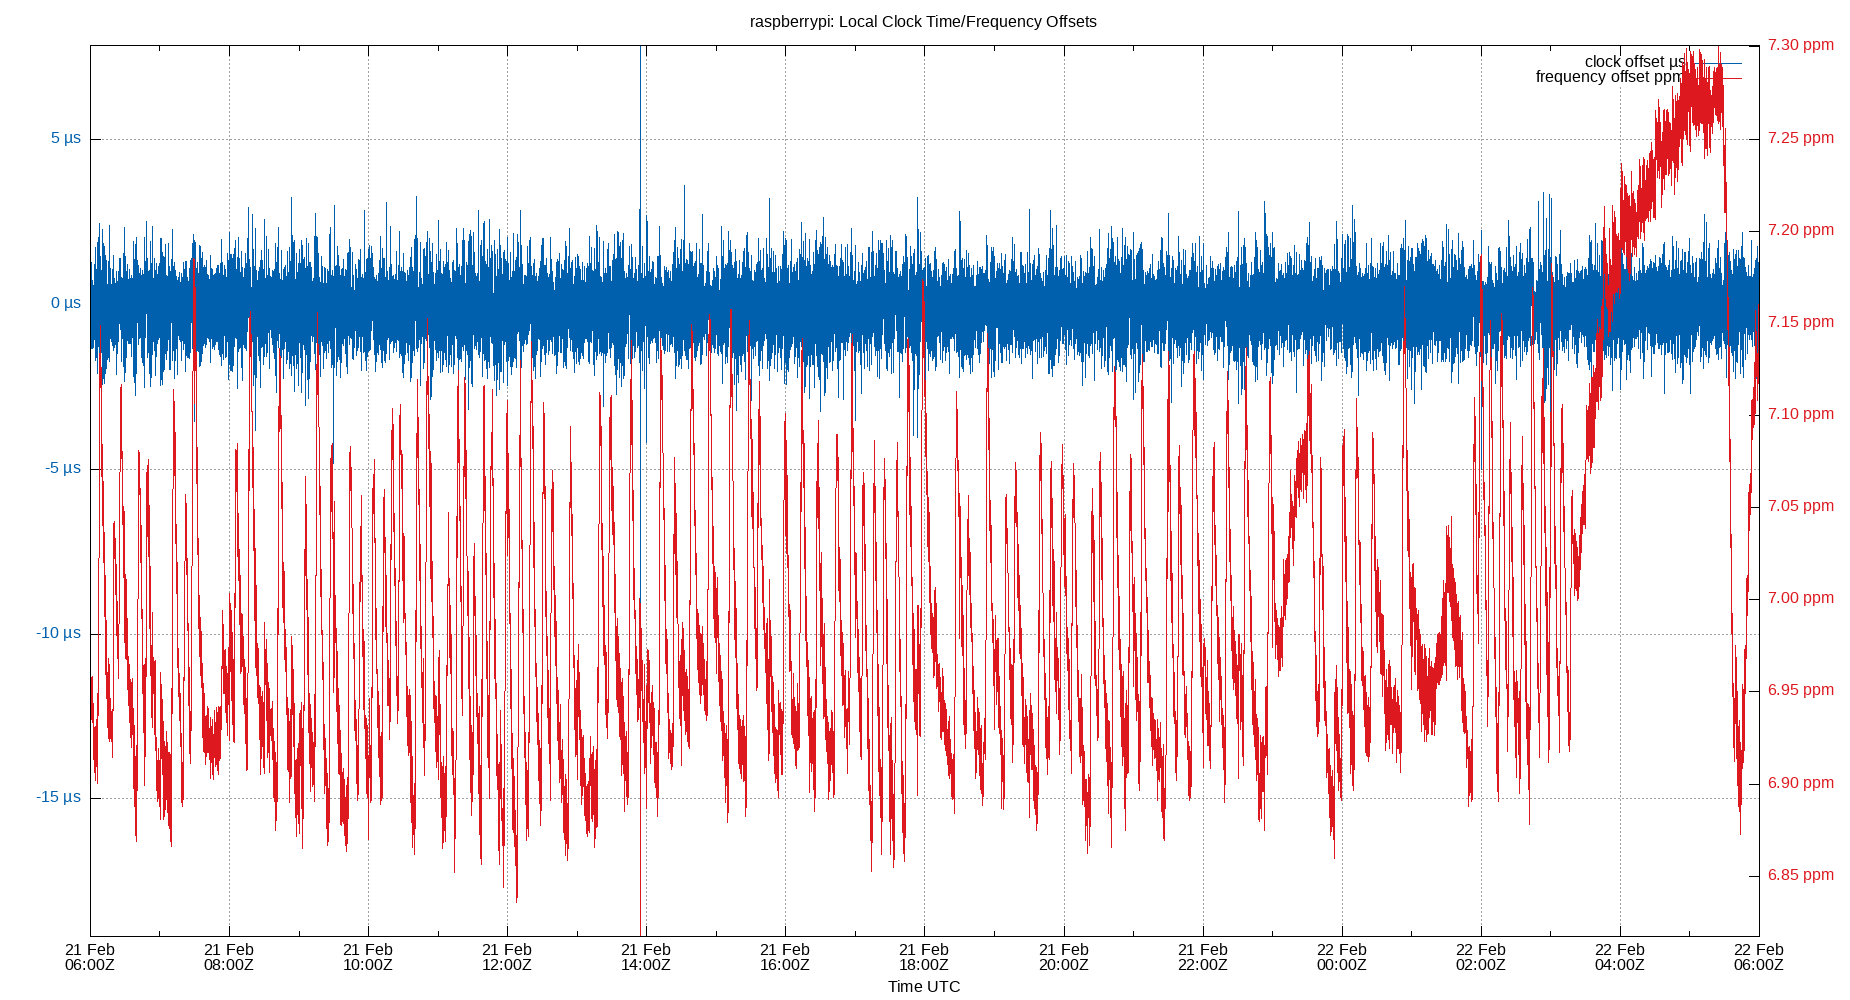 raspberrypi: Local Clock Time/Frequency Offsets
7.30 ppm
clock offset µs
frequency offset ppm
5 µs
7.25 ppm
7.20 ppm
0 µs
7.15 ppm
7.10 ppm
-5 µs
7.05 ppm
7.00 ppm
-10 µs
6.95 ppm
6.90 ppm
-15 µs
6.85 ppm
21 Feb 21 Feb 21 Feb 21 Feb 21 Feb 21 Feb 21 Feb 21 Feb 21 Feb 22 Feb 22 Feb 22 Feb 22 Feb
06:00Z 08:00Z 10:00Z 12:00Z 14:00Z 16:00Z 18:00Z 20:00Z 22:00Z 00:00Z 02:00Z 04:00Z 06:00Z
Time UTC